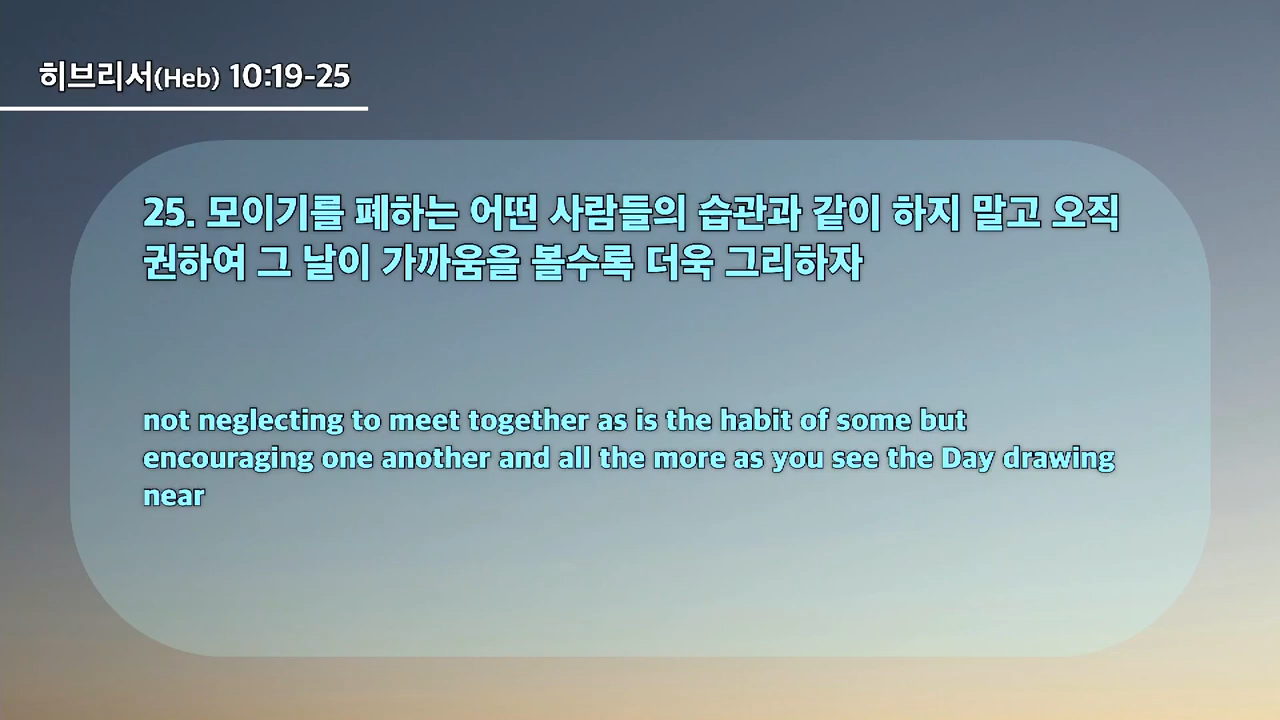 히브리서(Heb) 10:19-25
25. 모이기를 폐하는 어떤 사람들의 습관과 같이 하지 말고 오직
권하여 그 날이 가까움을 볼수록 더욱 그리하자
not neglecting to meet together as is the habit of some but
encouraging one another and all the more as you see the Day drawing
near